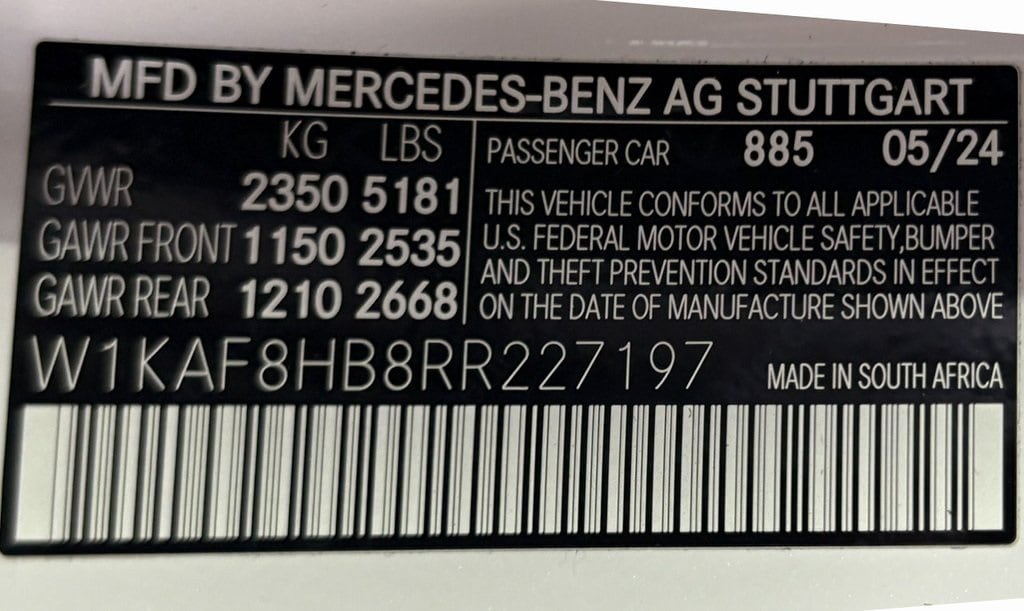 MFD BY MERCEDES-BENZ AG STUTTGART
KG LBS
GVWR 2350 5181
GAWR FRONT 1150 2535
GAWR REAR 1210 2668
PASSENGER CAR 885 05/24
THIS VEHICLE CONFORMS TO ALL APPLICABLE
U.S. FEDERAL MOTOR VEHICLE SAFETY,BUMPER
AND THEFT PREVENTION STANDARDS IN EFFECT
ON THE DATE OF MANUFACTURE SHOWN ABOVE
W1KAF8HB8RR227197
MADE IN SOUTH AFRICA